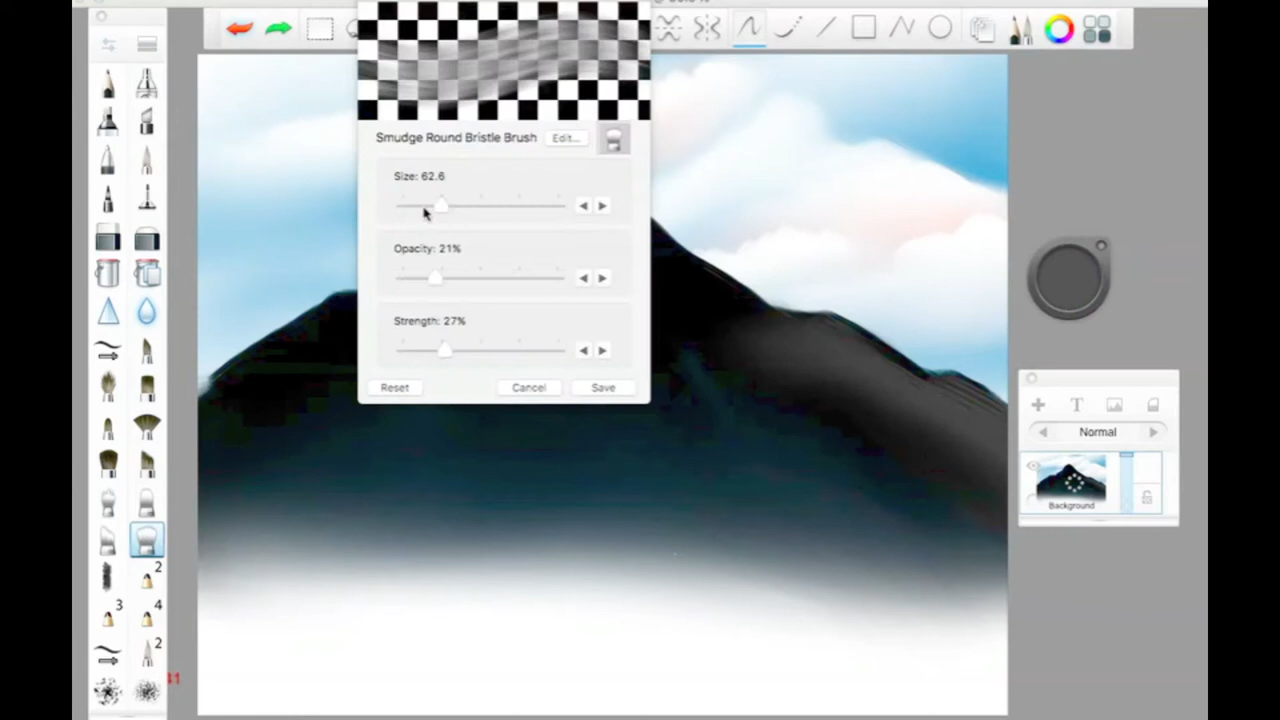 Smudge Round Bristle Brush Edit...
Size: 62.6
Opacity: 21%
Strength: 27%
Reset Cancel Save
T
Normal
Background
2
3 4
2
41